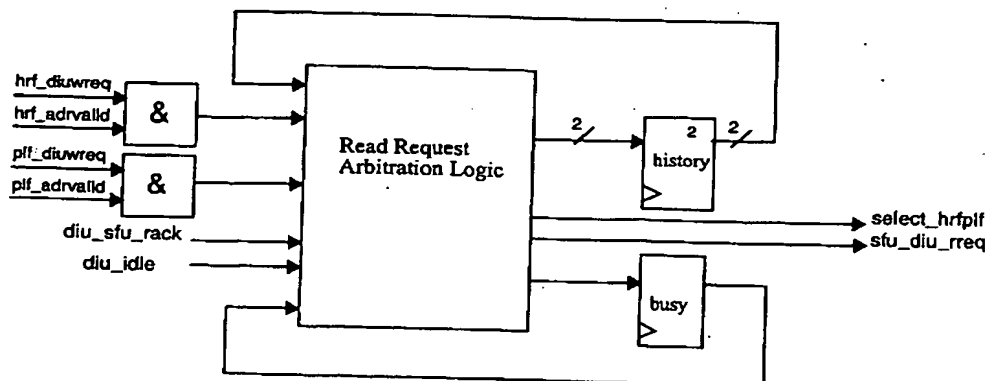 hrf_diuwreq
hrf_adrvalid
&
plf_diuwreq
plf_adrvalid
&
diu_sfu_rack
diu_idle
Read Request
Arbitration Logic
2
2
2
history
select_hrfplf
sfu_diu_rreq
busy